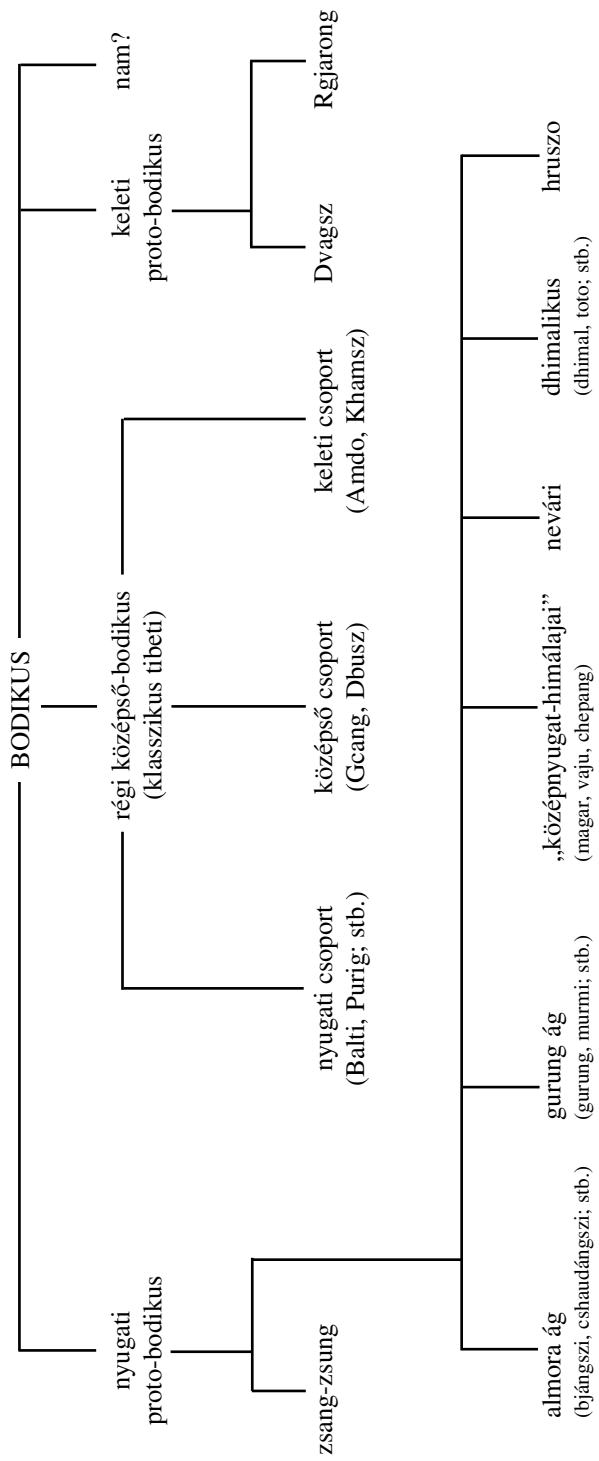 BODIKUS
nyugati
proto-bodikus
régi középső-bodikus
(klasszikus tibeti)
keleti
proto-bodikus
nam?
zsang-zsung
nyugati csoport
(Balti, Purig; stb.)
középső csoport
(Gcang, Dbusz)
keleti csoport
(Amdo, Khamsz)
Dvagsz
Rgjarong
almora ág
(bjángszi, cshaudángszi; stb.)
gurung ág
(gurung, murmi; stb.)
„középnyugat-himálajai”
(magar, vaju, chepang)
nevári
dhimalikus
(dhimal, toto; stb.)
hruszo